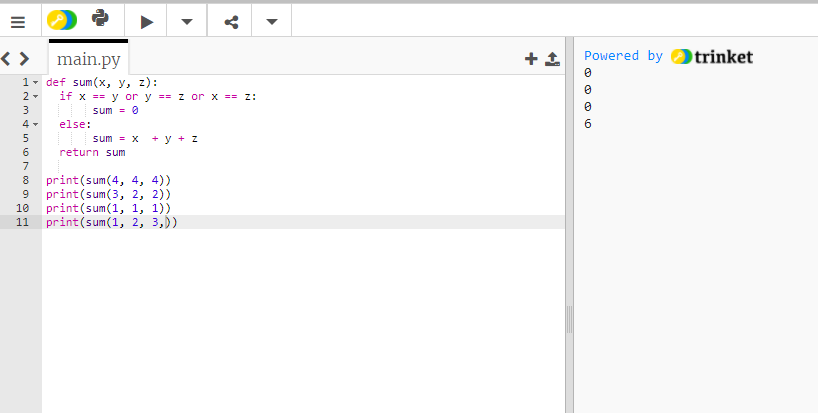 main.py
1 def sum(x, y, z):
2 if x == y or y == z or x == z:
3 sum = 0
4 else:
5 sum = x  + y + z
6 return sum
7
8 print(sum(4, 4, 4))
9 print(sum(3, 2, 2))
10 print(sum(1, 1, 1))
11 print(sum(1, 2, 3,))
Powered by trinket
0
0
0
6